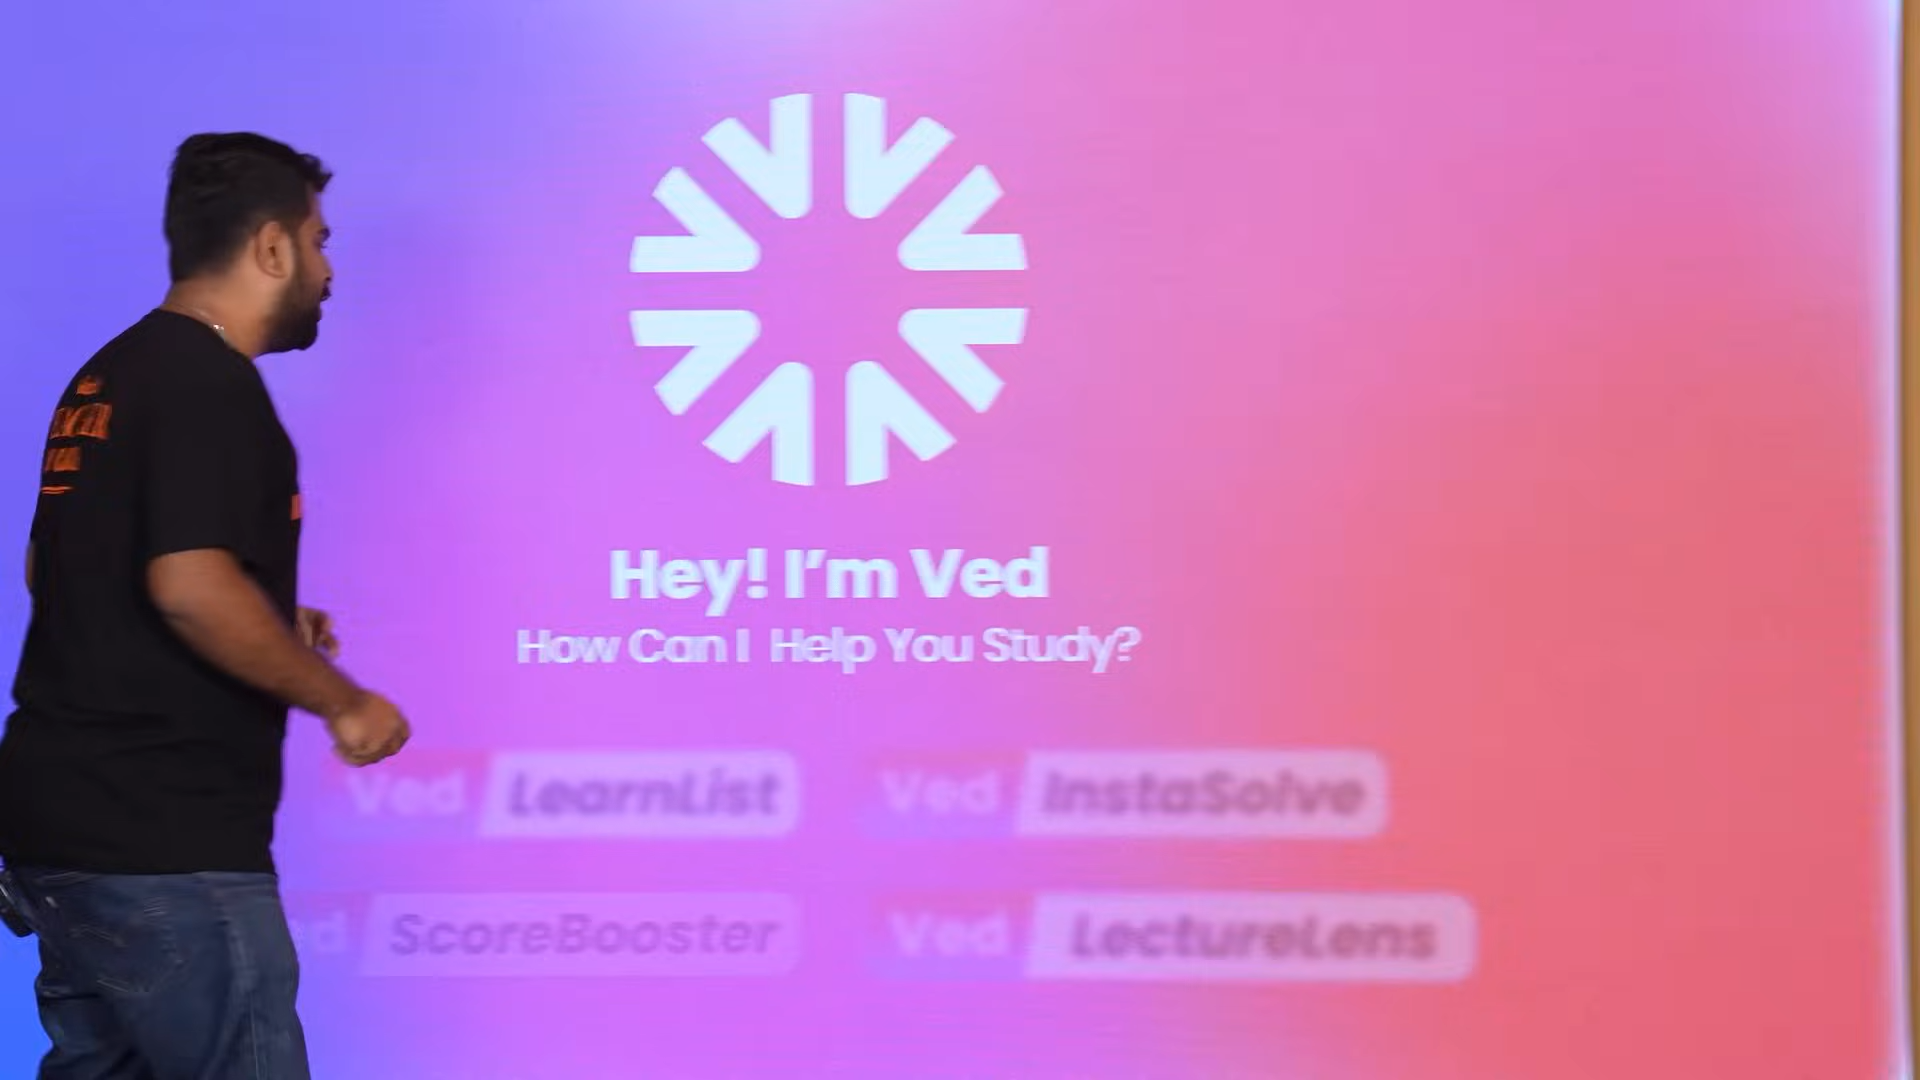 Hey! I'm Ved
How Can I Help You Study?
Ved LearnList
Ved InstaSolve
ScoreBooster
Ved LectureLens